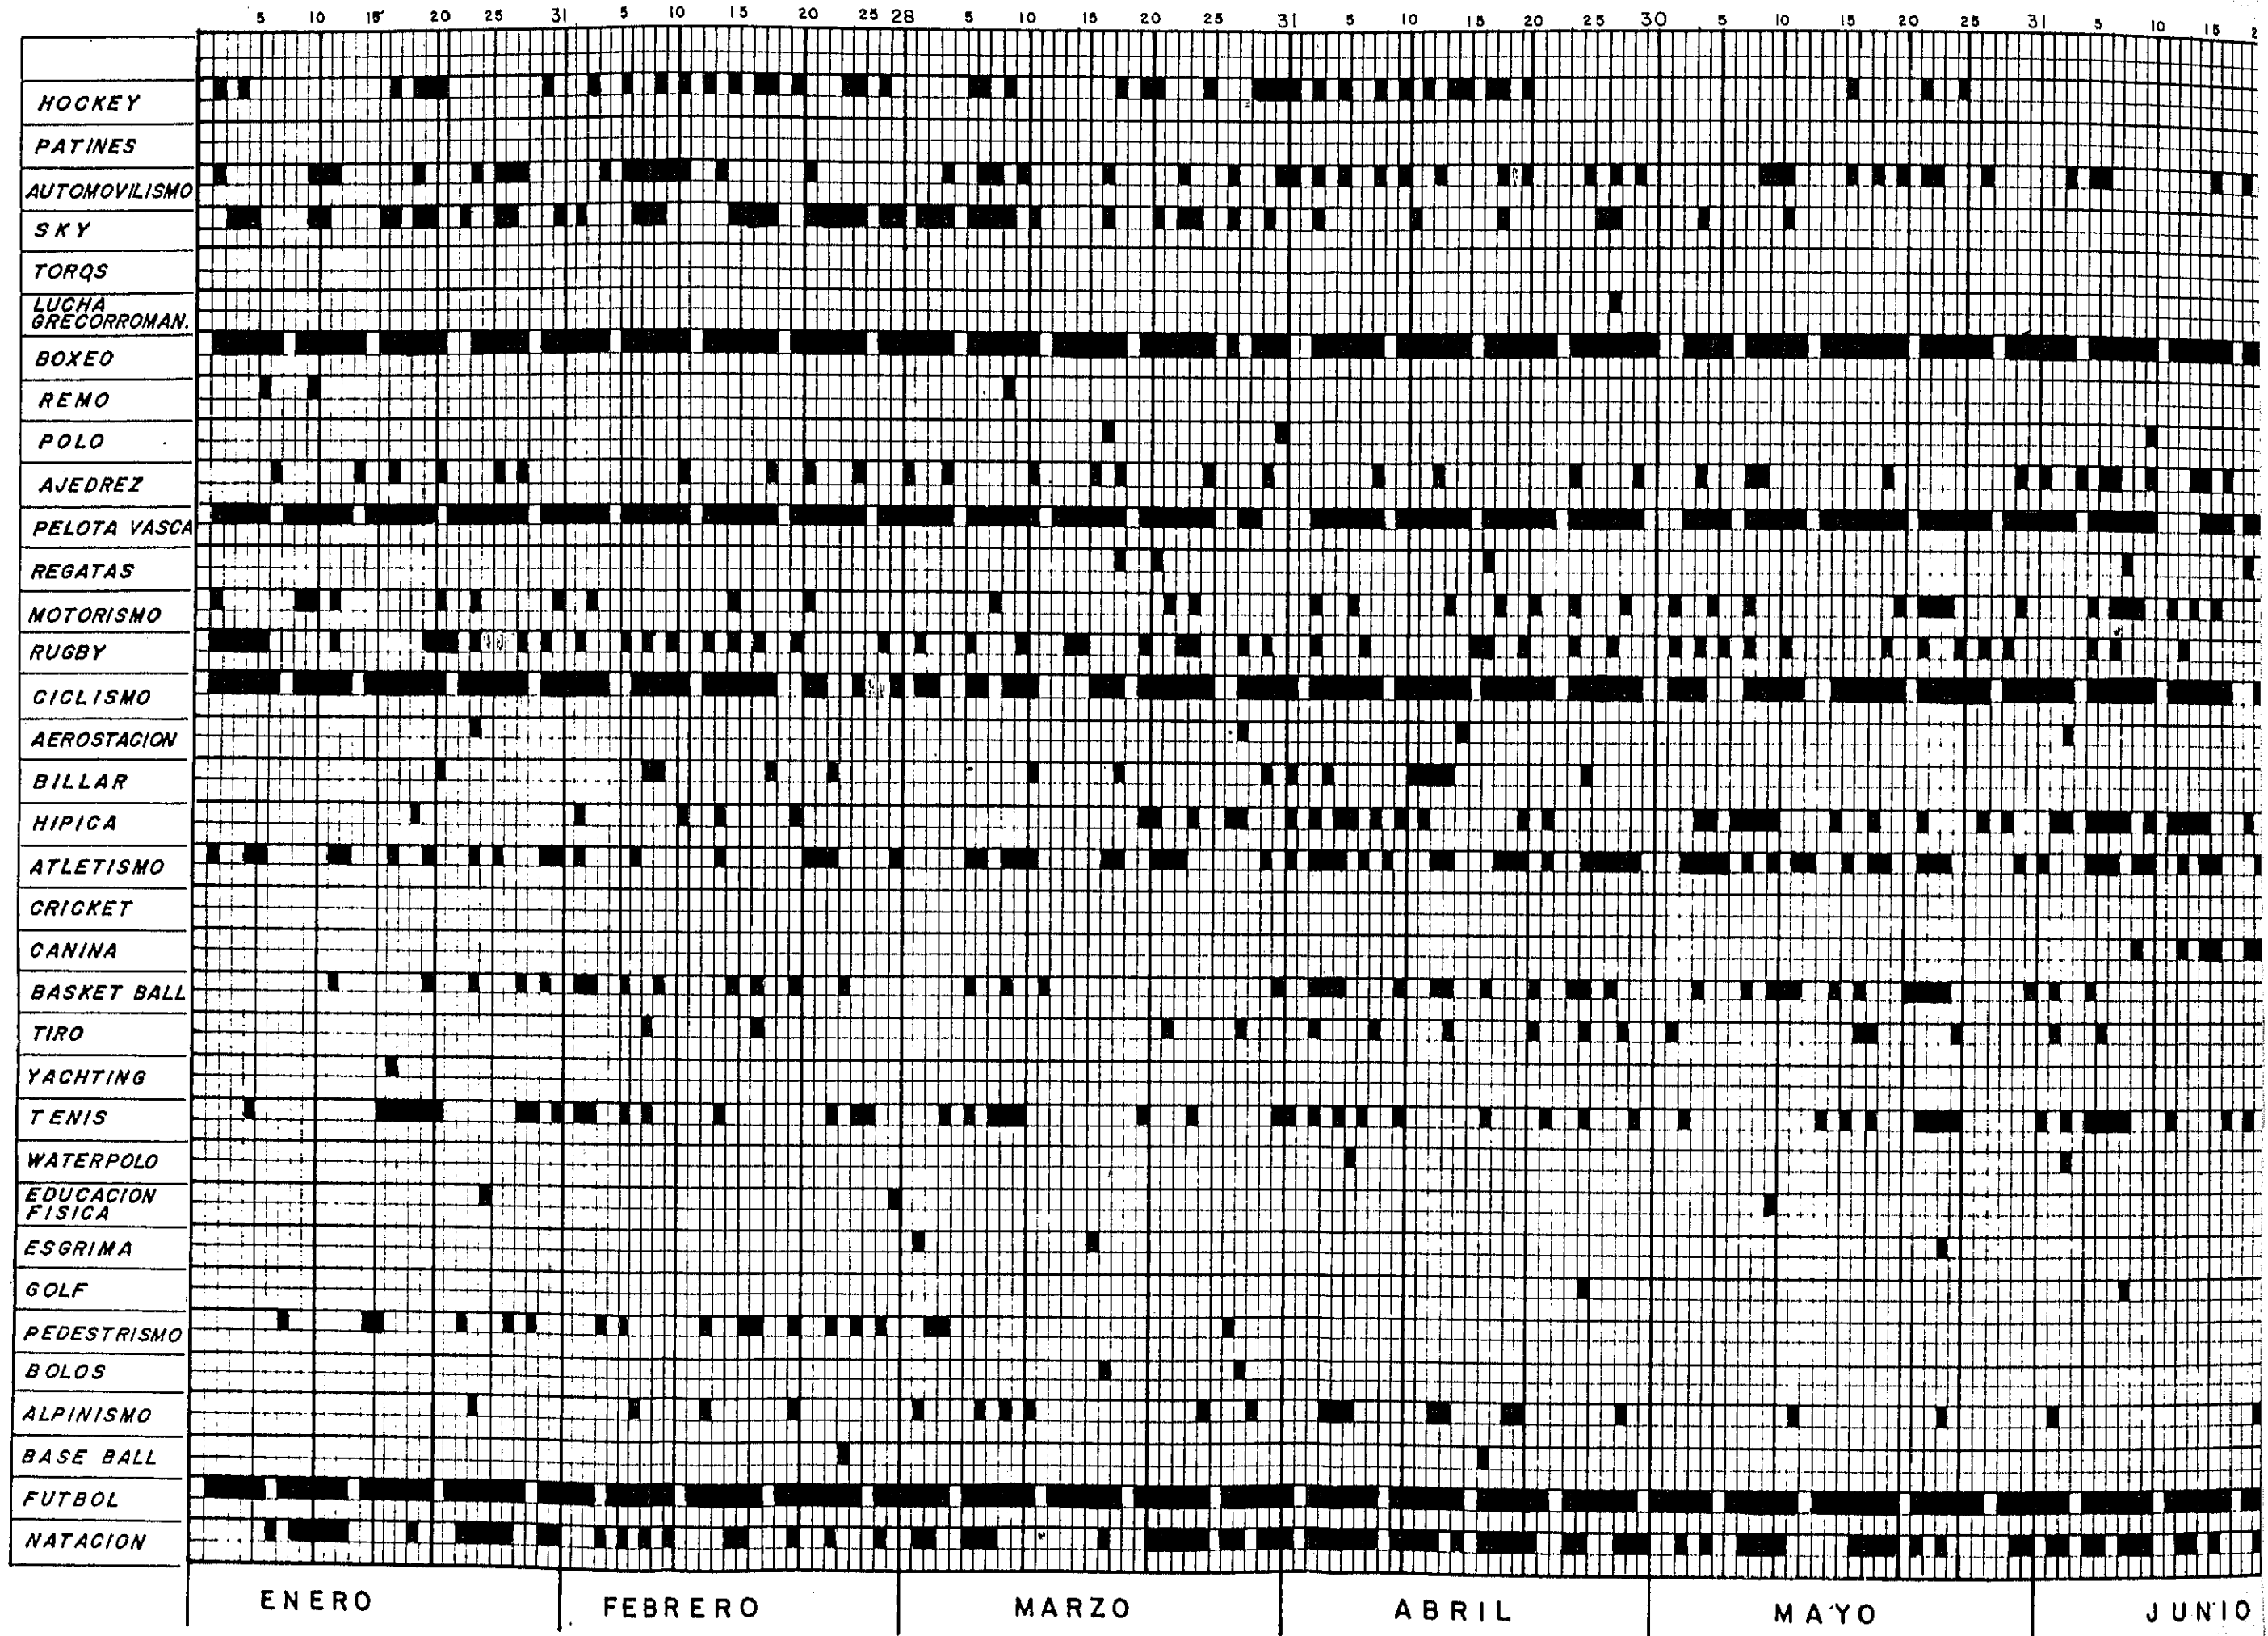 5 10 15 20 25 31 5 10 15 20 25 28 5 10 15 20 25 31 5 10 15 20 25 30 5 10 15 20 25 31 5 10 15 2
HOCKEY
PATINES
AUTOMOVILISMO
SKY
TOROS
LUCHA
GRECORROMAN.
BOXEO
REMO
POLO
AJEDREZ
PELOTA VASCA
REGATAS
MOTORISMO
RUGBY
CICLISMO
AEROSTACION
BILLAR
HIPICA
ATLETISMO
CRICKET
CANINA
BASKET BALL
TIRO
YACHTING
TENIS
WATERPOLO
EDUCACION
FISICA
ESGRIMA
GOLF
PEDESTRISMO
BOLOS
ALPINISMO
BASE BALL
FUTBOL
NATACION
ENERO FEBRERO MARZO ABRIL MAYO JUNIO